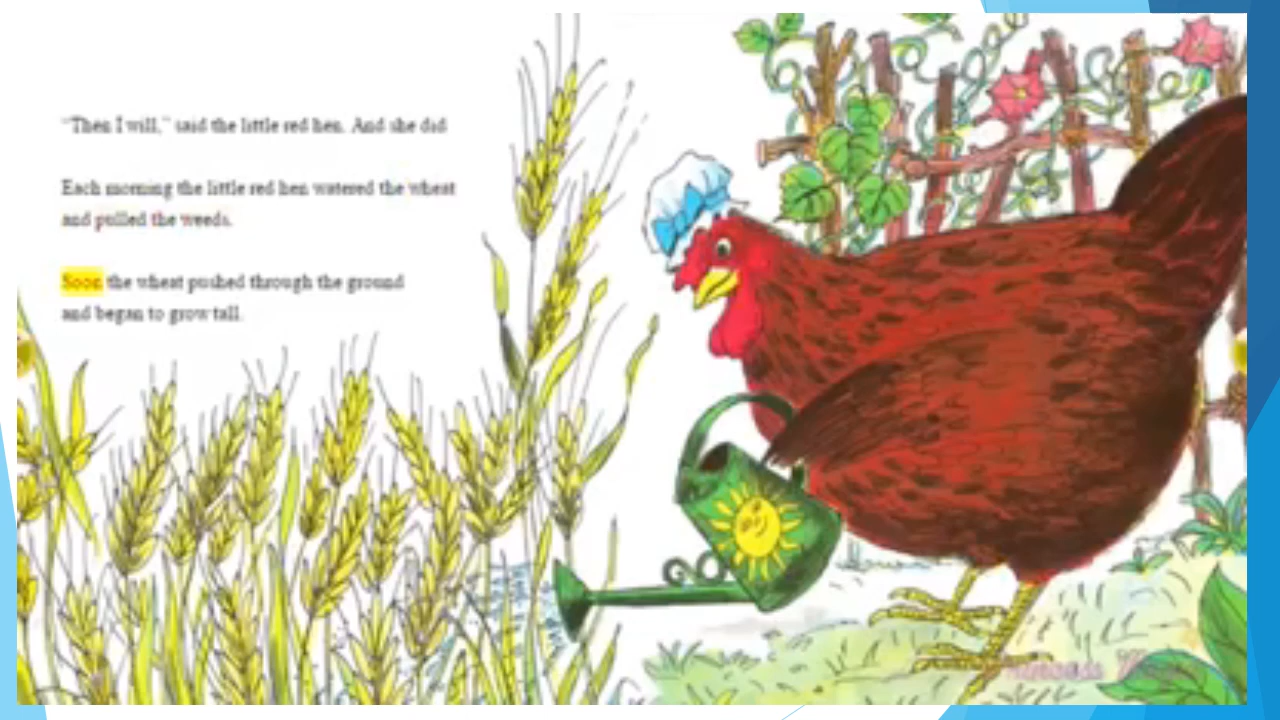 "Then I will," said the little red hen. And she did
Each morning the little red hen watered the wheat
and pulled the weeds.
Soon the wheat pushed through the ground
and began to grow tall.